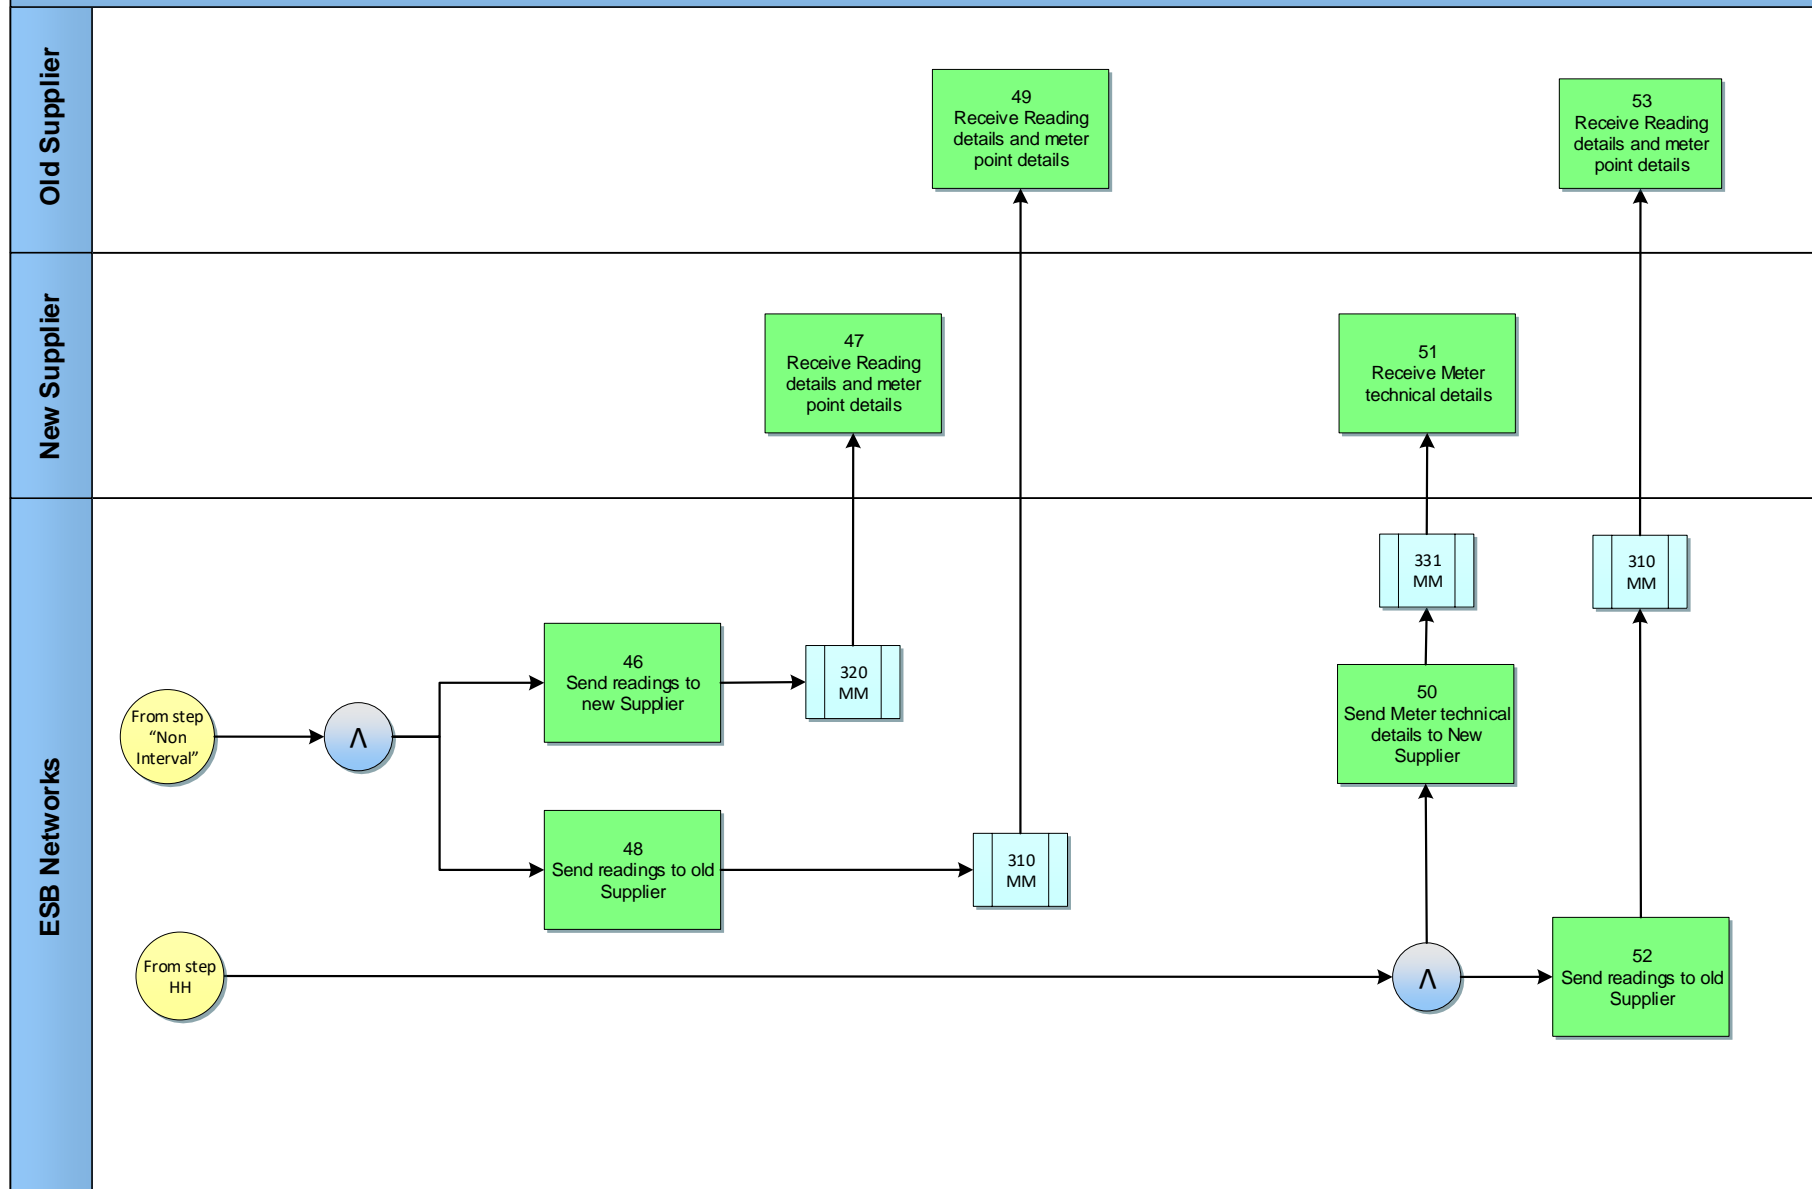 Old Supplier
49
Receive Reading
details and meter
point details
53
Receive Reading
details and meter
point details
New Supplier
47
Receive Reading
details and meter
point details
51
Receive Meter
technical details
ESB Networks
331
MM
310
MM
46
Send readings to
new Supplier
320
MM
50
Send Meter technical
details to New
Supplier
From step
“Non
Interval”
Λ
48
Send readings to old
Supplier
310
MM
From step
HH
Λ
52
Send readings to old
Supplier